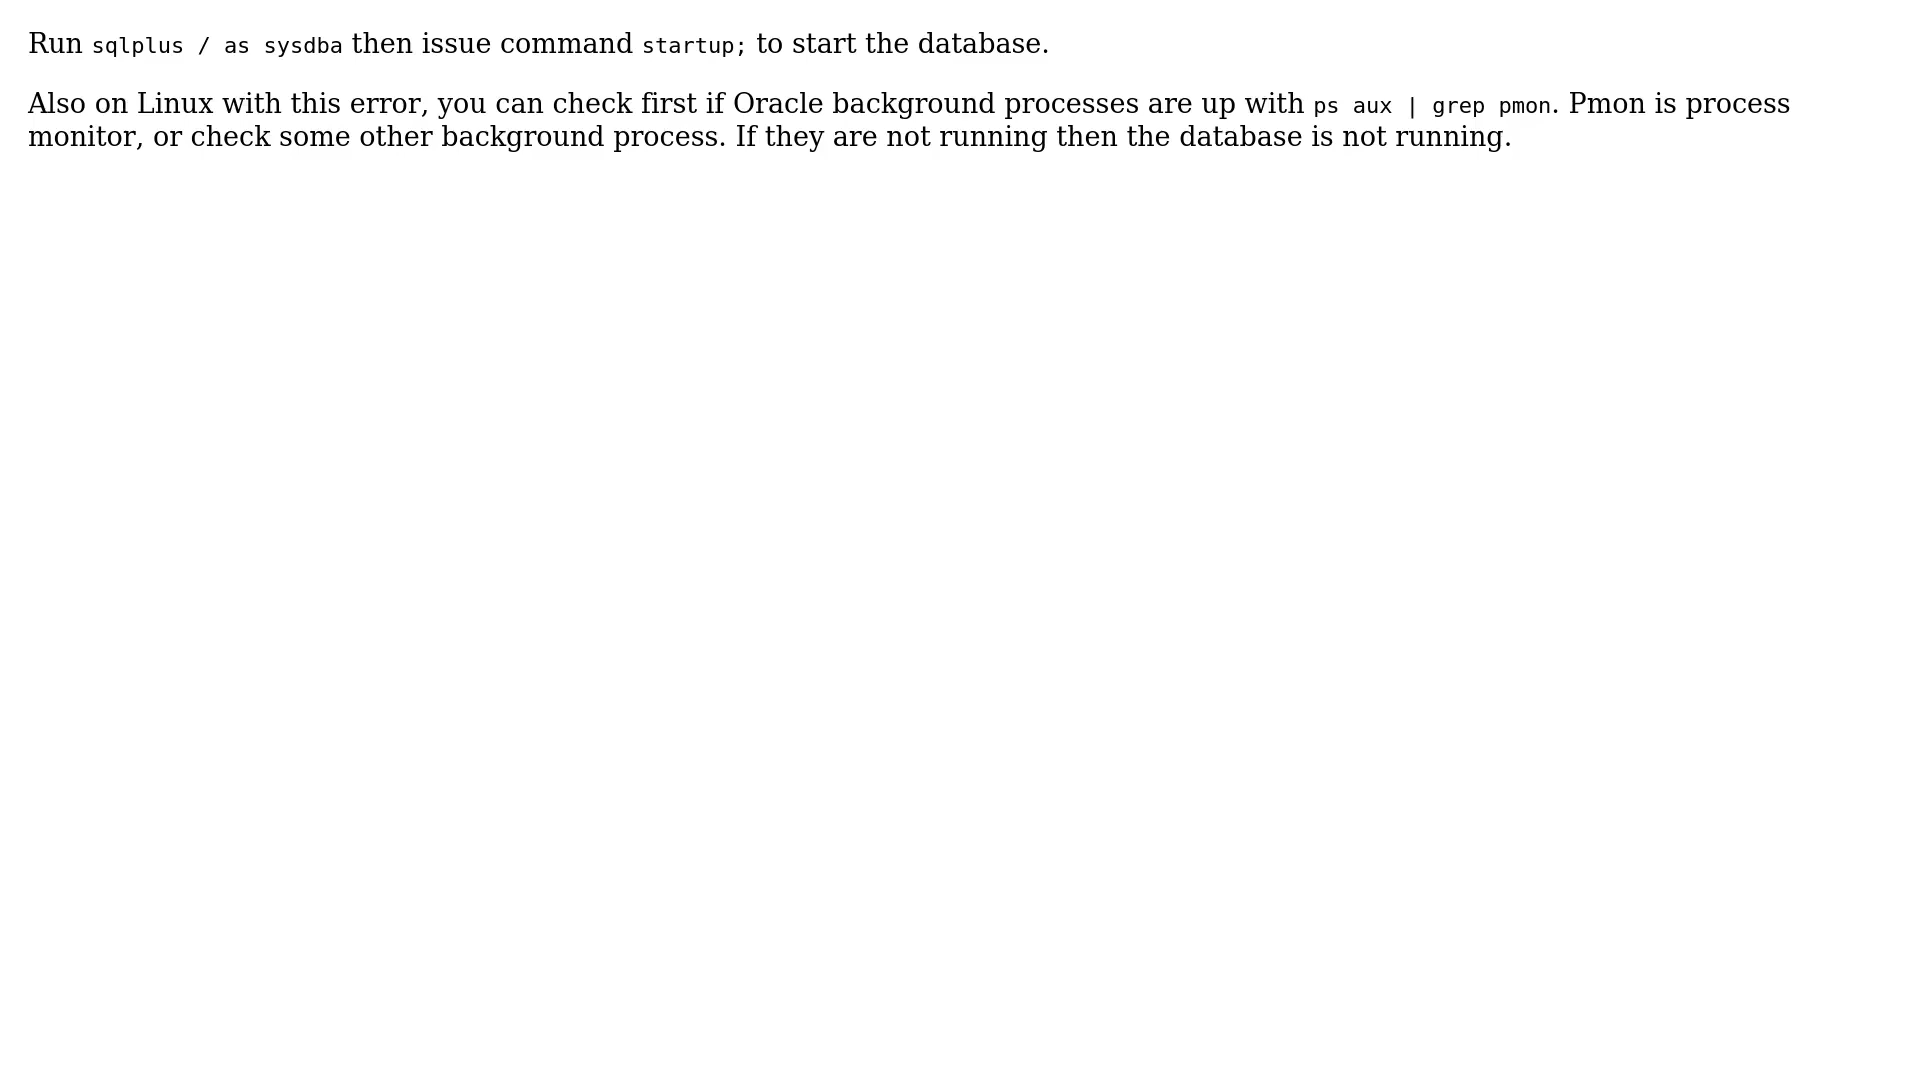 Run sqlplus / as sysdba then issue command startup; to start the database.
Also on Linux with this error, you can check first if Oracle background processes are up with ps aux | grep pmon. Pmon is process
monitor, or check some other background process. If they are not running then the database is not running.